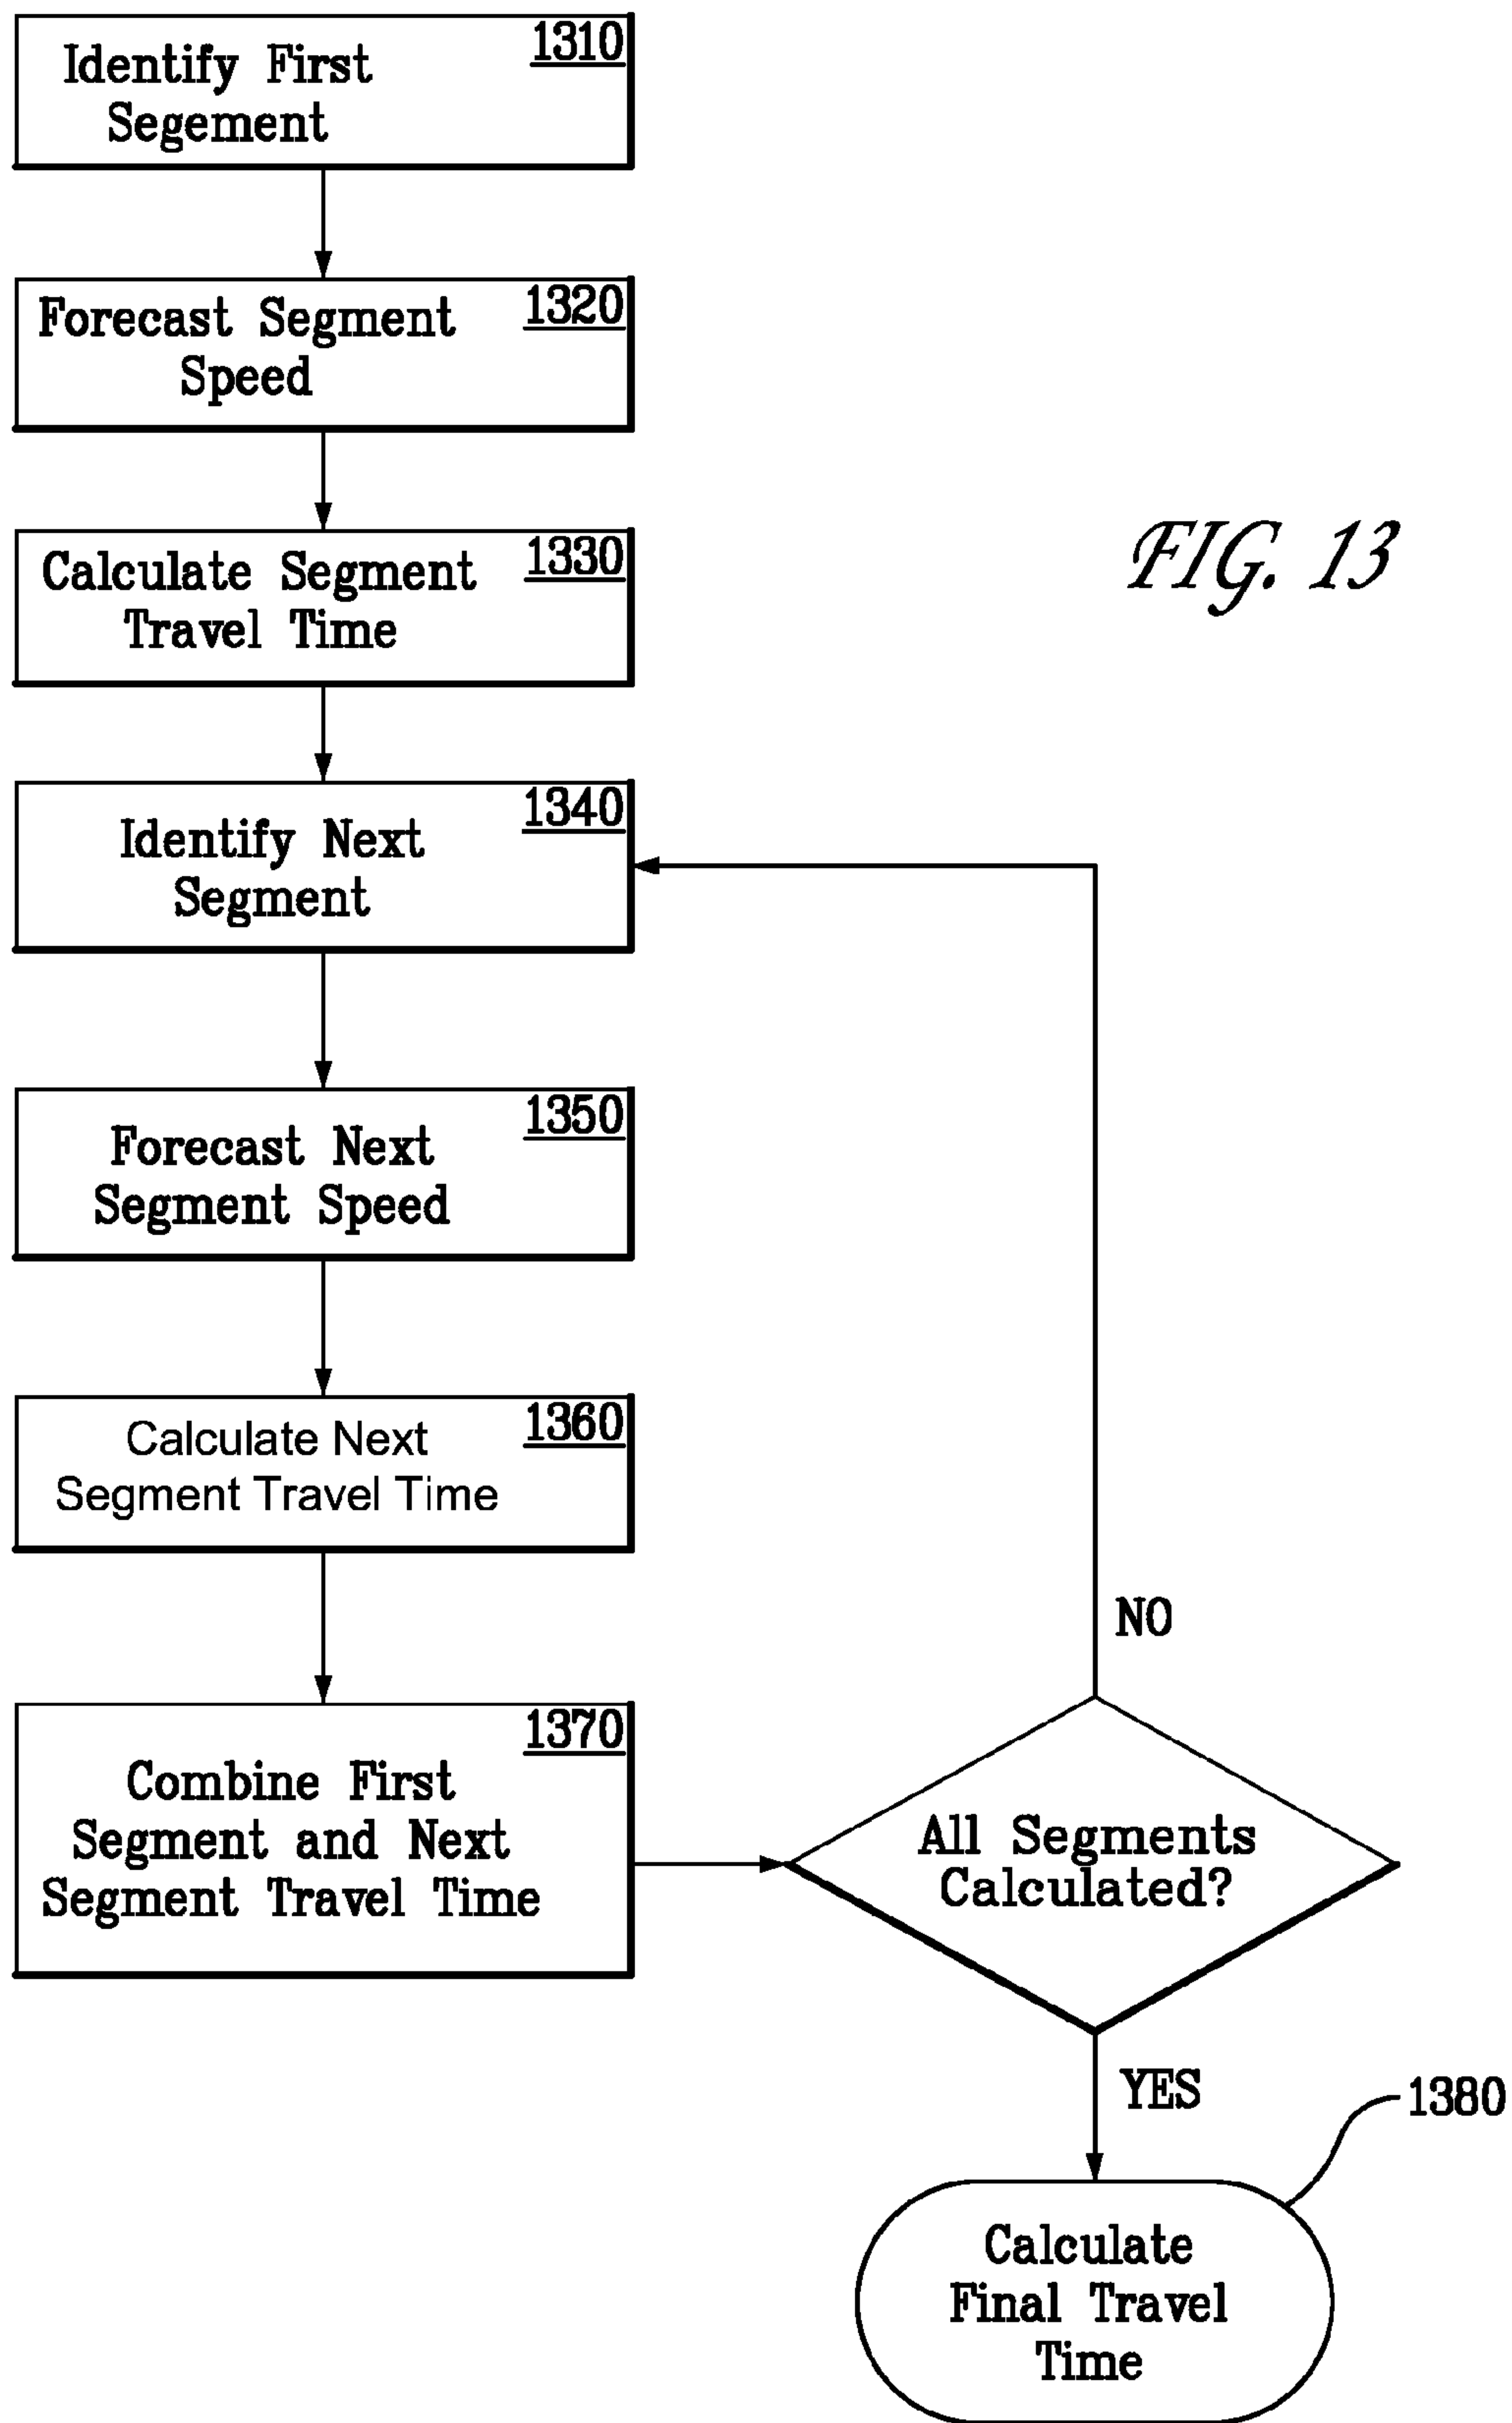 1310
Identify First
Segement
1320
Forecast Segment
Speed
1330
Calculate Segment
Travel Time
FIG. 13
1340
Identify Next
Segment
1350
Forecast Next
Segment Speed
1360
Calculate Next
Segment Travel Time
NO
1370
Combine First
Segment and Next
Segment Travel Time
All Segments
Calculated?
YES
1380
Calculate
Final Travel
Time